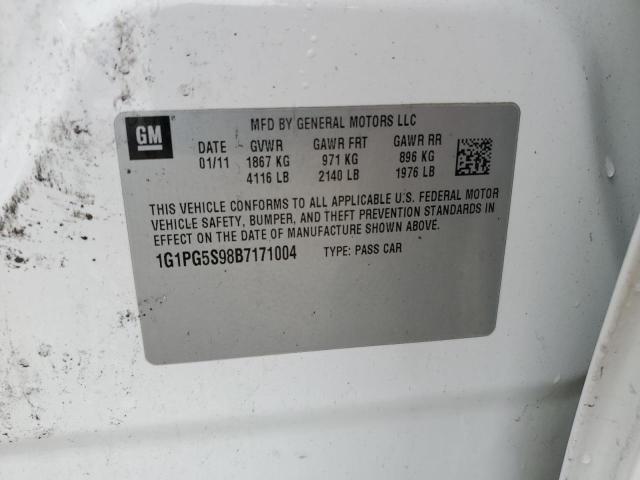 GM
MFD BY GENERAL MOTORS LLC
DATE GVWR GAWR FRT GAWR RR
01/11 1867 KG 971 KG 896 KG
4116 LB 2140 LB 1976 LB
THIS VEHICLE CONFORMS TO ALL APPLICABLE U.S. FEDERAL MOTOR
VEHICLE SAFETY, BUMPER, AND THEFT PREVENTION STANDARDS IN
EFFECT ON THE DATE OF MANUFACTURE SHOWN ABOVE.
1G1PG5S98B7171004 TYPE: PASS CAR